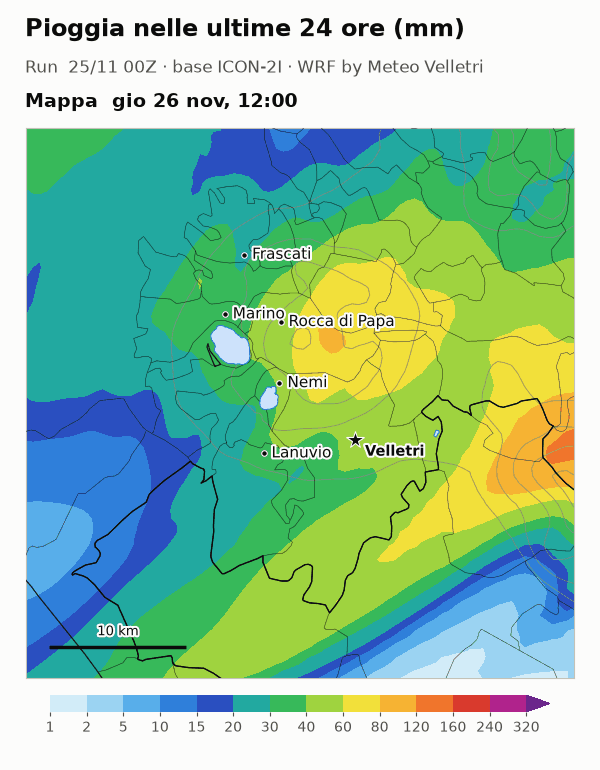 Pioggia nelle ultime 24 ore (mm)
Run  25/11 00Z · base ICON-2I · WRF by Meteo Velletri
Mappa  gio 26 nov, 12:00
Frascati
Marino
Rocca di Papa
Nemi
Velletri
Lanuvio
10 km
1 2 5 10 15 20 30 40 60 80 120 160 240 320